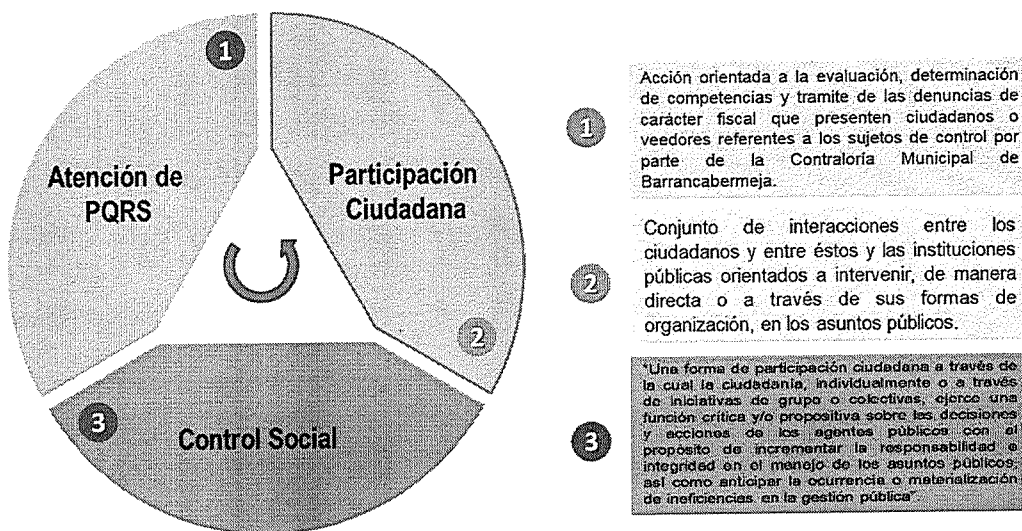 1
Atención de
PQRS
Participación
Ciudadana
2
3
Control Social
1
Acción orientada a la evaluación, determinación
de competencias y tramite de las denuncias de
carácter fiscal que presenten ciudadanos o
veedores referentes a los sujetos de control por
parte de la Contraloría Municipal de
Barrancabermeja.
2
Conjunto de interacciones entre los
ciudadanos y entre éstos y las instituciones
públicas orientados a intervenir, de manera
directa o a través de sus formas de
organización, en los asuntos públicos.
3
"Una forma de participación ciudadana a través de
la cual la ciudadanía, individualmente o a través
de iniciativas de grupo o colectivas, ejerce una
función crítica y/o propositiva sobre las decisiones
y acciones de los agentes públicos con el
propósito de incrementar la responsabilidad e
integridad en el manejo de los asuntos públicos,
así como anticipar la ocurrencia o materialización
de ineficiencias en la gestión pública"